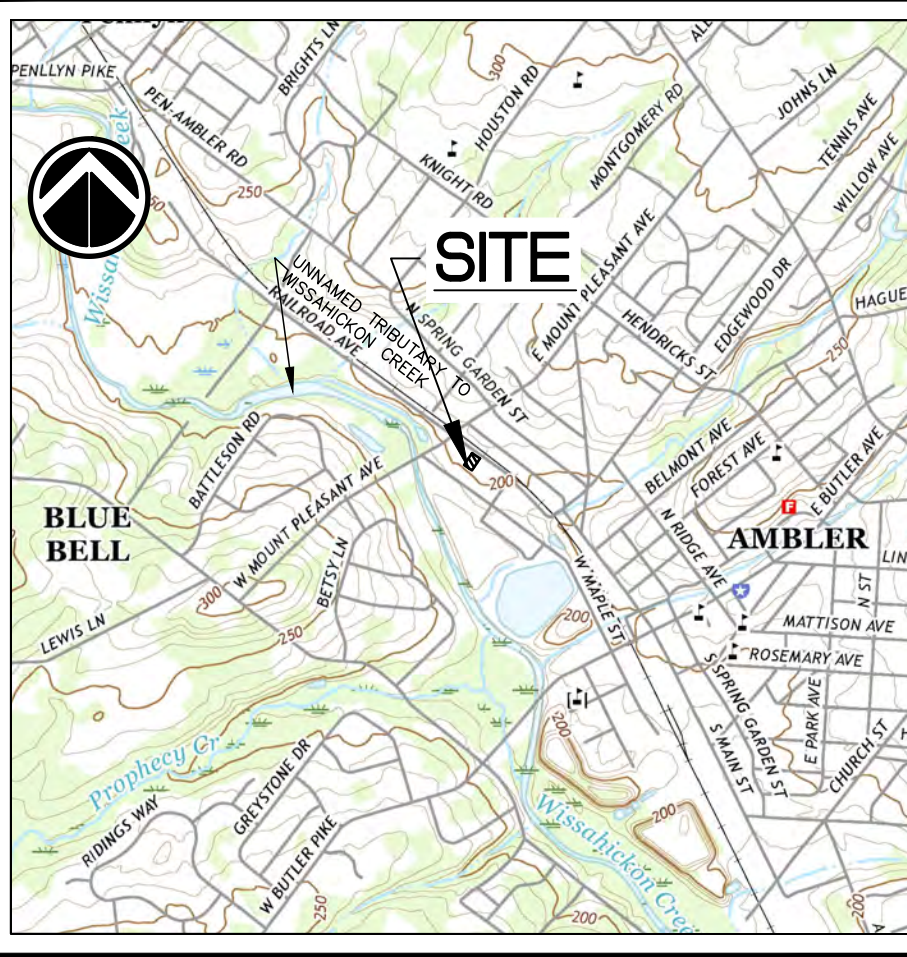 PENLLYN PIKE
BRIGHTS LN
PEN-AMBLER RD
300
HOUSTON RD
JOHNS LN
MONTGOMERY RD
TENNIS AVE
WILLOW AVE
KNIGHT RD
250
SITE
E MOUNT PLEASANT AVE
EDGEWOOD DR
HAGUE
UNNAMED TRIBUTARY TO
WISSAHICKON CREEK
RAILROAD AVE
N SPRING GARDEN ST
HENDRICKS ST
250
BATTLESON RD
BELMONT AVE
FOREST AVE
E BUTLER AVE
200
F
BLUE
BELL
W MOUNT PLEASANT AVE
N RIDGE AVE
AMBLER
BETSY LN
300
LIN
N ST
LEWIS LN
250
200
W MAPLE ST
MATTISON AVE
ROSEMARY AVE
S SPRING GARDEN ST
E PARK AVE
S MAIN ST
CHURCH ST
200
Prophecy Cr
GREYSTONE DR
RIDINGS WAY
W BUTLER PIKE
Wissahickon Cree
200
250
200
200